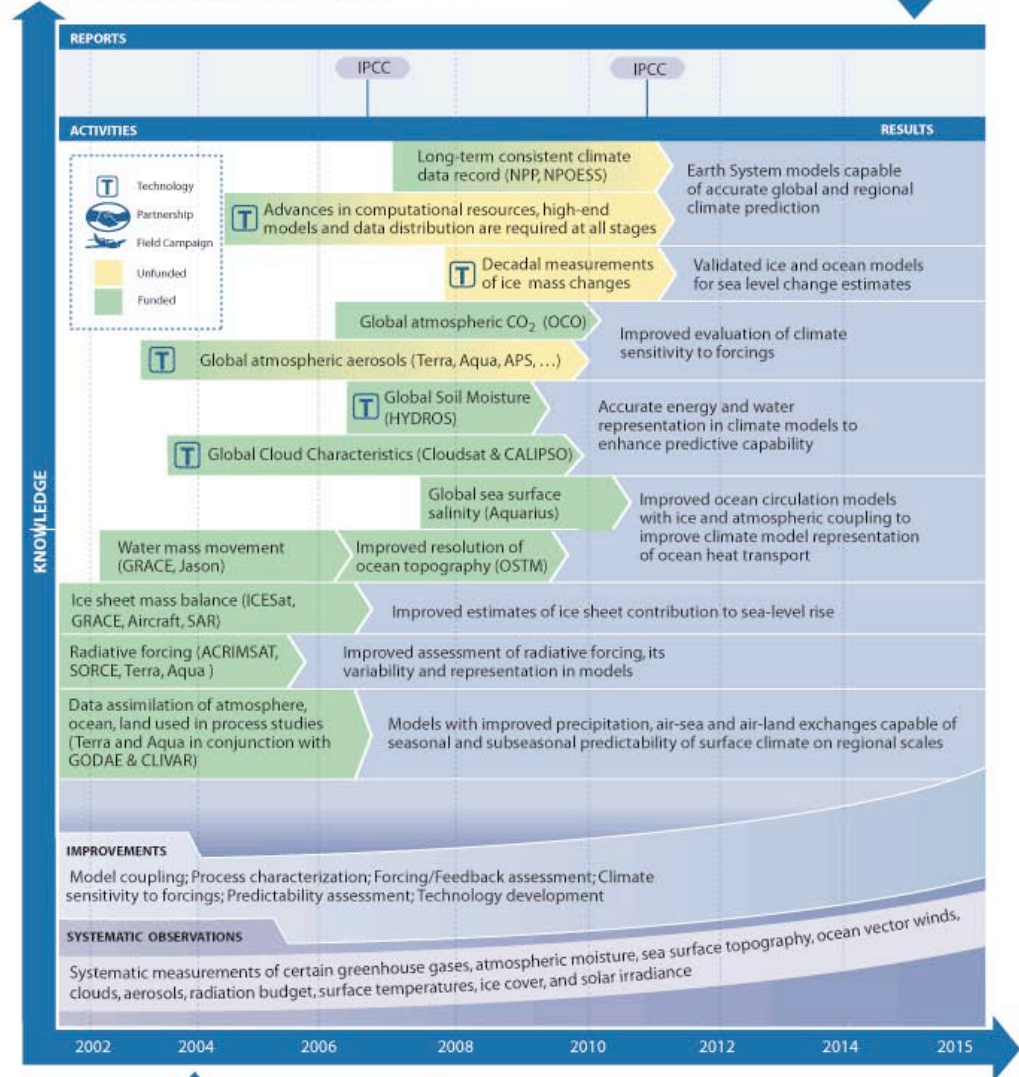 REPORTS
IPCC
IPCC
ACTIVITIES
RESULTS
T
Technology
Partnership
Field Campaign
Unfunded
Funded
Long-term consistent climate
data record (NPP, NPOESS)
T
Advances in computational resources, high-end
models and data distribution are required at all stages
Earth System models capable
of accurate global and regional
climate prediction
T
Decadal measurements
of ice mass changes
Validated ice and ocean models
for sea level change estimates
Global atmospheric CO₂ (OCO)
T
Global atmospheric aerosols (Terra, Aqua, APS, ...)
Improved evaluation of climate
sensitivity to forcings
T
Global Soil Moisture
(HYDROS)
T
Global Cloud Characteristics (Cloudsat & CALIPSO)
Accurate energy and water
representation in climate models to
enhance predictive capability
Global sea surface
salinity (Aquarius)
Water mass movement
(GRACE, Jason)
Improved resolution of
ocean topography (OSTM)
Improved ocean circulation models
with ice and atmospheric coupling to
improve climate model representation
of ocean heat transport
Ice sheet mass balance (ICESat,
GRACE, Aircraft, SAR)
Improved estimates of ice sheet contribution to sea-level rise
Radiative forcing (ACRIMSAT,
SORCE, Terra, Aqua )
Improved assessment of radiative forcing, its
variability and representation in models
Data assimilation of atmosphere,
ocean, land used in process studies
(Terra and Aqua in conjunction with
GODAE & CLIVAR)
Models with improved precipitation, air-sea and air-land exchanges capable of
seasonal and subseasonal predictability of surface climate on regional scales
KNOWLEDGE
IMPROVEMENTS
Model coupling; Process characterization; Forcing/Feedback assessment; Climate
sensitivity to forcings; Predictability assessment; Technology development
SYSTEMATIC OBSERVATIONS
Systematic measurements of certain greenhouse gases, atmospheric moisture, sea surface topography, ocean vector winds,
clouds, aerosols, radiation budget, surface temperatures, ice cover, and solar irradiance
2002 2004 2006 2008 2010 2012 2014 2015